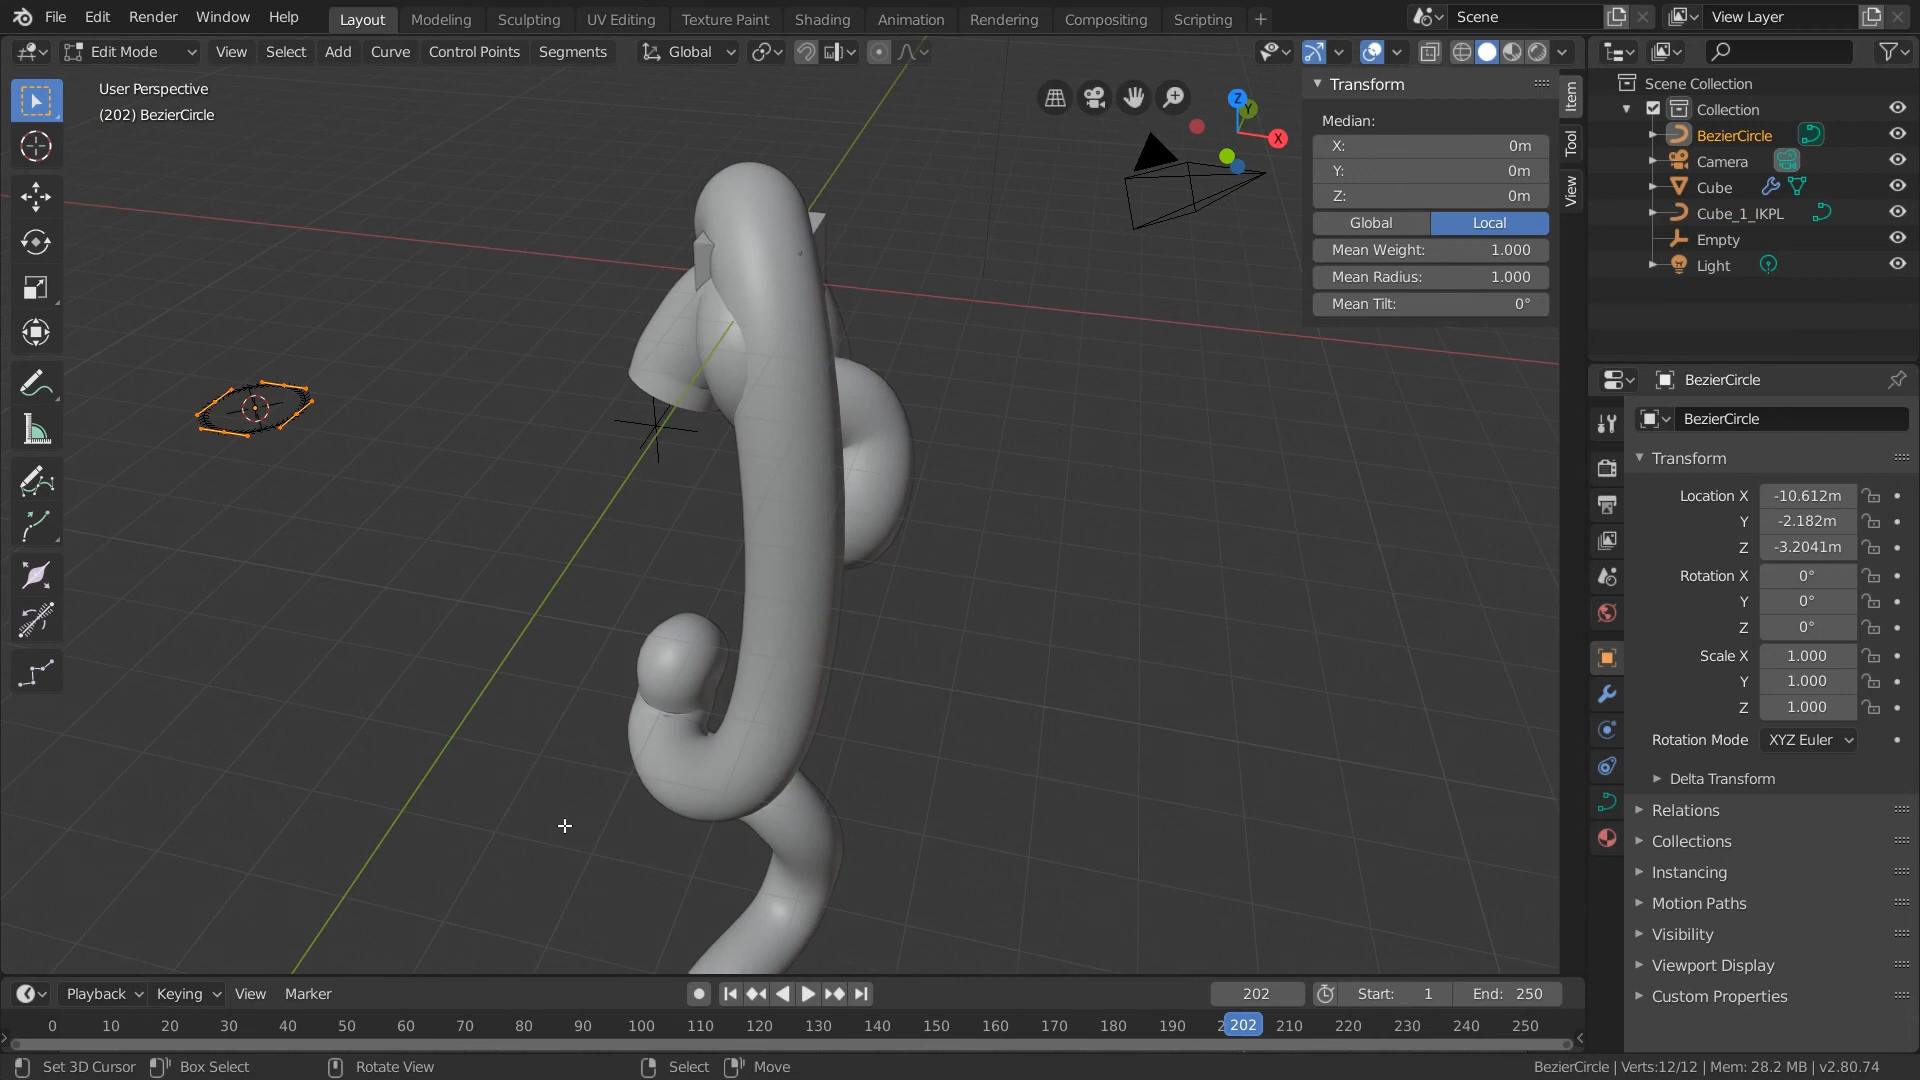 File Edit Render Window Help Layout Modeling Sculpting UV Editing Texture Paint Shading Animation Rendering Compositing Scripting + Scene View Layer
Edit Mode View Select Add Curve Control Points Segments Global
User Perspective
(202) BezierCircle
Z
Y
X
Transform
Median:
X: 0m
Y: 0m
Z: 0m
Global Local
Mean Weight: 1.000
Mean Radius: 1.000
Mean Tilt: 0°
Item
Tool
View
Scene Collection
Collection
BezierCircle
Camera
Cube
Cube_1_IKPL
Empty
Light
BezierCircle
BezierCircle
Transform
Location X -10.612m
Y -2.182m
Z -3.2041m
Rotation X 0°
Y 0°
Z 0°
Scale X 1.000
Y 1.000
Z 1.000
Rotation Mode XYZ Euler
Delta Transform
Relations
Collections
Instancing
Motion Paths
Visibility
Viewport Display
Custom Properties
Playback Keying View Marker 202 Start: 1 End: 250
0 10 20 30 40 50 60 70 80 90 100 110 120 130 140 150 160 170 180 190 202 210 220 230 240 250
Set 3D Cursor Box Select Rotate View Select Move BezierCircle | Verts:12/12 | Mem: 28.2 MB | v2.80.74